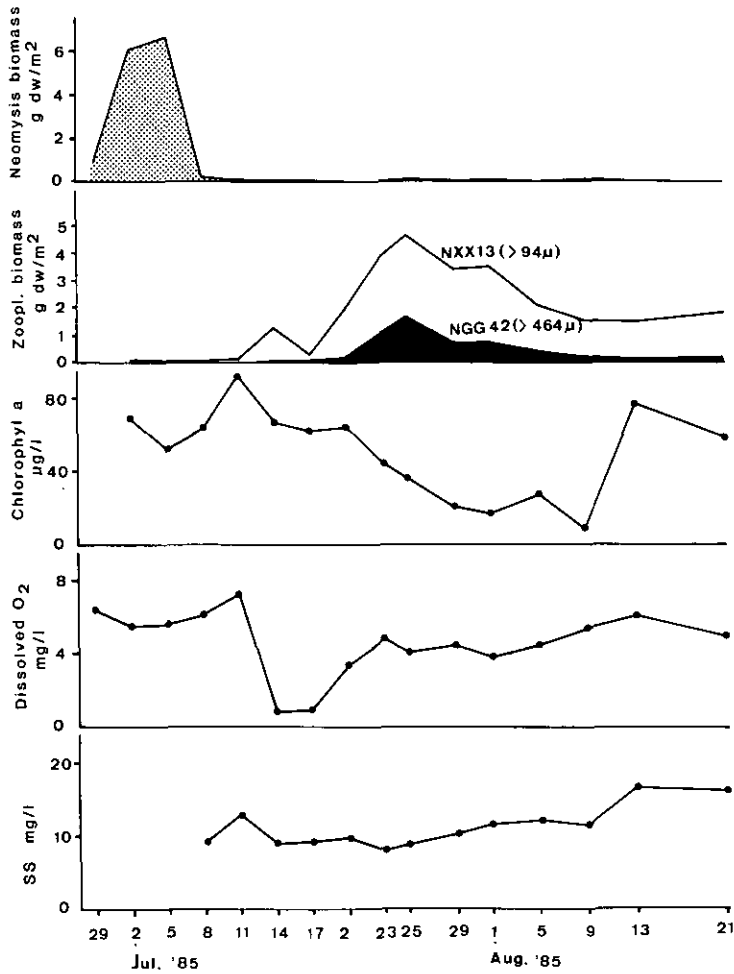 Neomysis biomass
g dw/m2
6
4
2
0
Zoopl. biomass
g dw/m2
5
4
3
2
1
0
NXX13 (>94µ)
NGG 42 (>464µ)
Chlorophyl a
µg/l
80
40
0
Dissolved O2
mg/l
8
4
0
SS mg/l
20
10
0
29 2 5 8 11 14 17 2 23 25 29 1 5 9 13 21
Jul. '85 Aug. '85